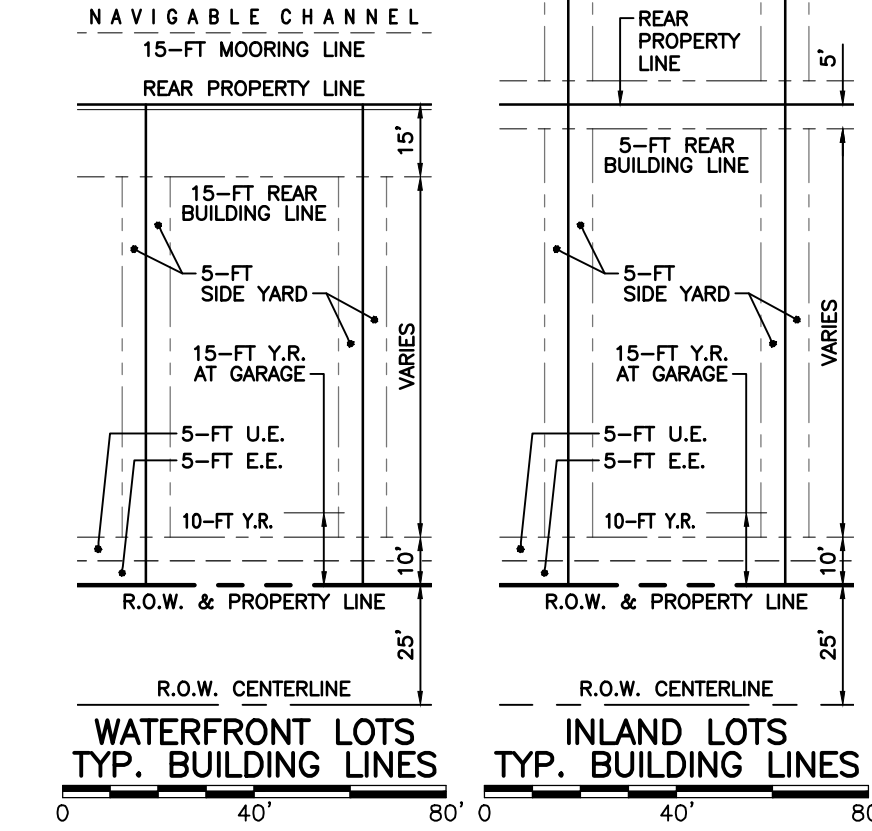 NAVIGABLE CHANNEL
15-FT MOORING LINE
REAR PROPERTY LINE
15'
15-FT REAR
BUILDING LINE
5-FT
SIDE YARD
VARIES
15-FT Y.R.
AT GARAGE
5-FT U.E.
5-FT E.E.
10-FT Y.R.
10'
R.O.W. & PROPERTY LINE
25'
R.O.W. CENTERLINE
WATERFRONT LOTS
TYP. BUILDING LINES
0 40' 80'
REAR
PROPERTY
LINE
5'
5-FT REAR
BUILDING LINE
5-FT
SIDE YARD
VARIES
15-FT Y.R.
AT GARAGE
5-FT U.E.
5-FT E.E.
10-FT Y.R.
10'
R.O.W. & PROPERTY LINE
25'
R.O.W. CENTERLINE
INLAND LOTS
TYP. BUILDING LINES
0 40'